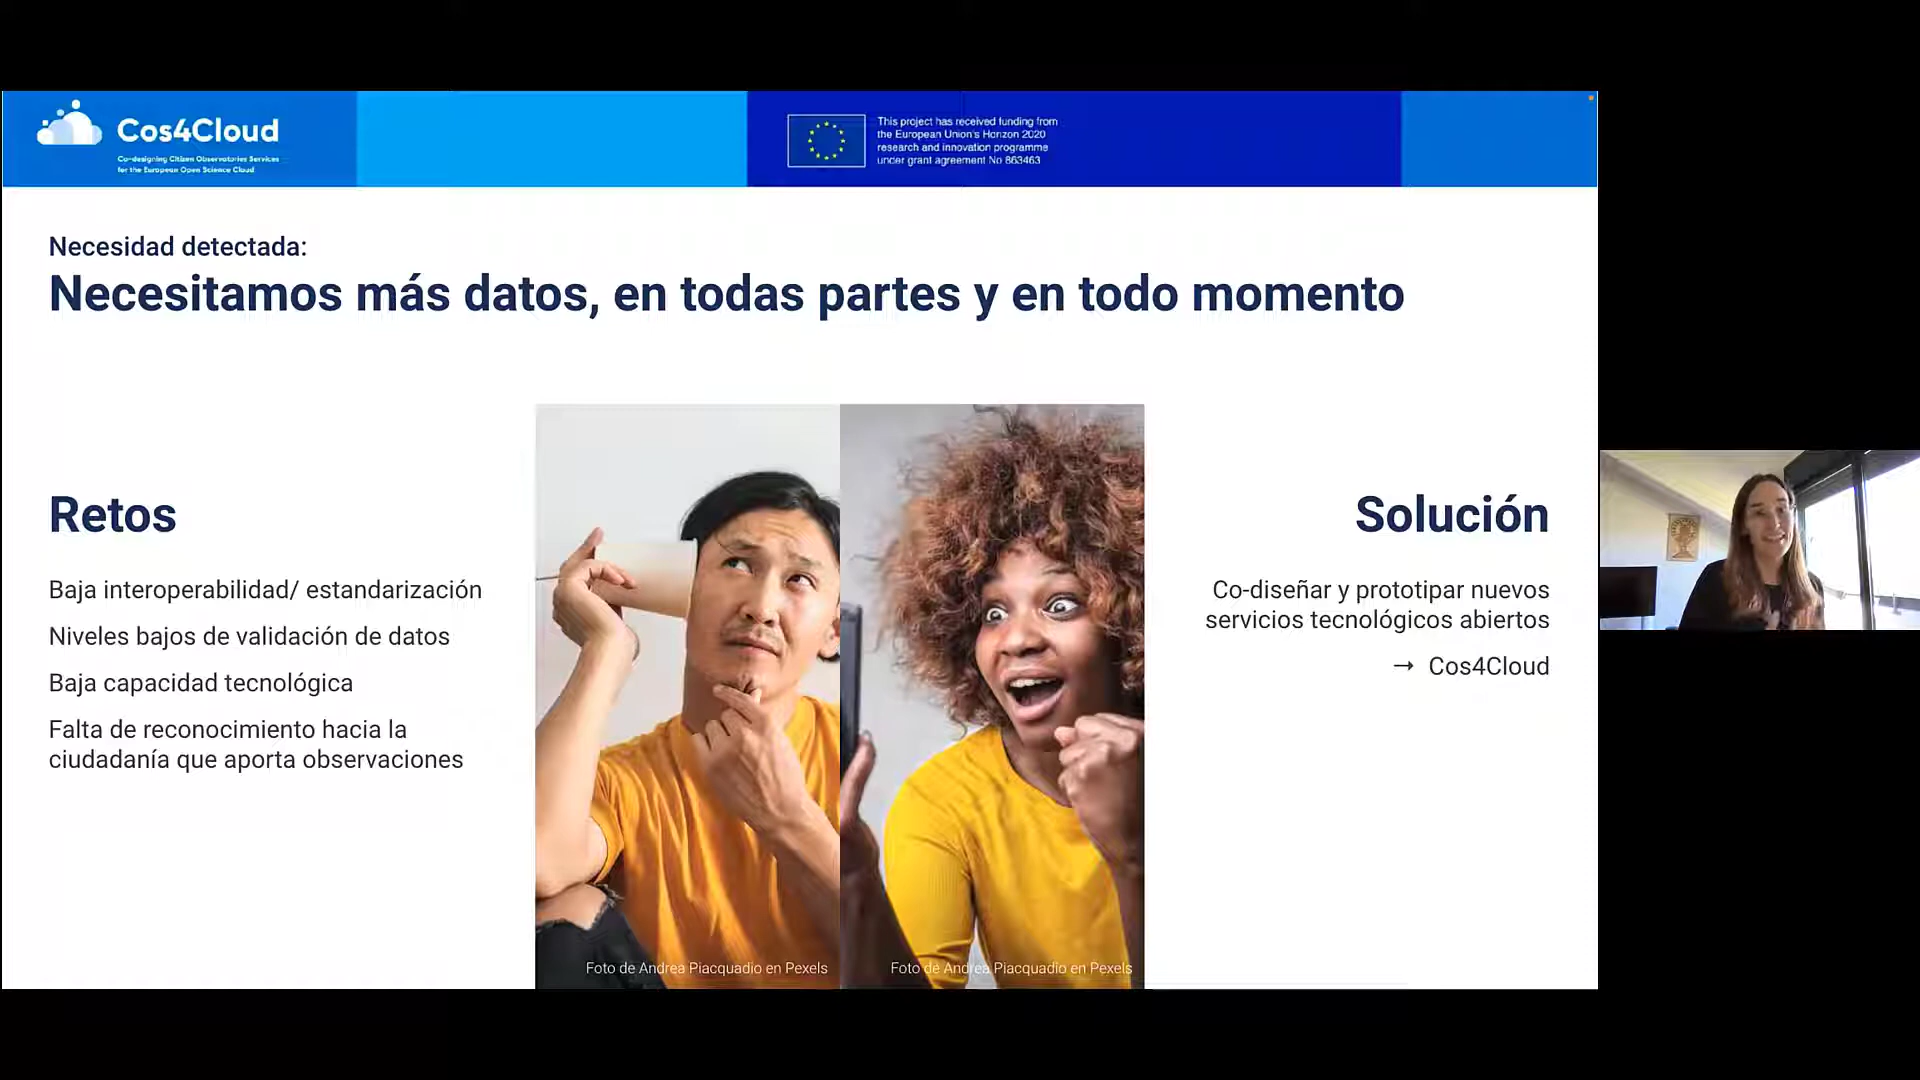 Cos4Cloud
Co-designing Citizen Observatories Services
for the European Open Science Cloud
This project has received funding from
the European Union's Horizon 2020
research and innovation programme
under grant agreement No 863463
Necesidad detectada:
Necesitamos más datos, en todas partes y en todo momento
Retos
Baja interoperabilidad/ estandarización
Niveles bajos de validación de datos
Baja capacidad tecnológica
Falta de reconocimiento hacia la
ciudadanía que aporta observaciones
Foto de Andrea Piacquadio en Pexels
Foto de Andrea Piacquadio en Pexels
Solución
Co-diseñar y prototipar nuevos
servicios tecnológicos abiertos
→ Cos4Cloud